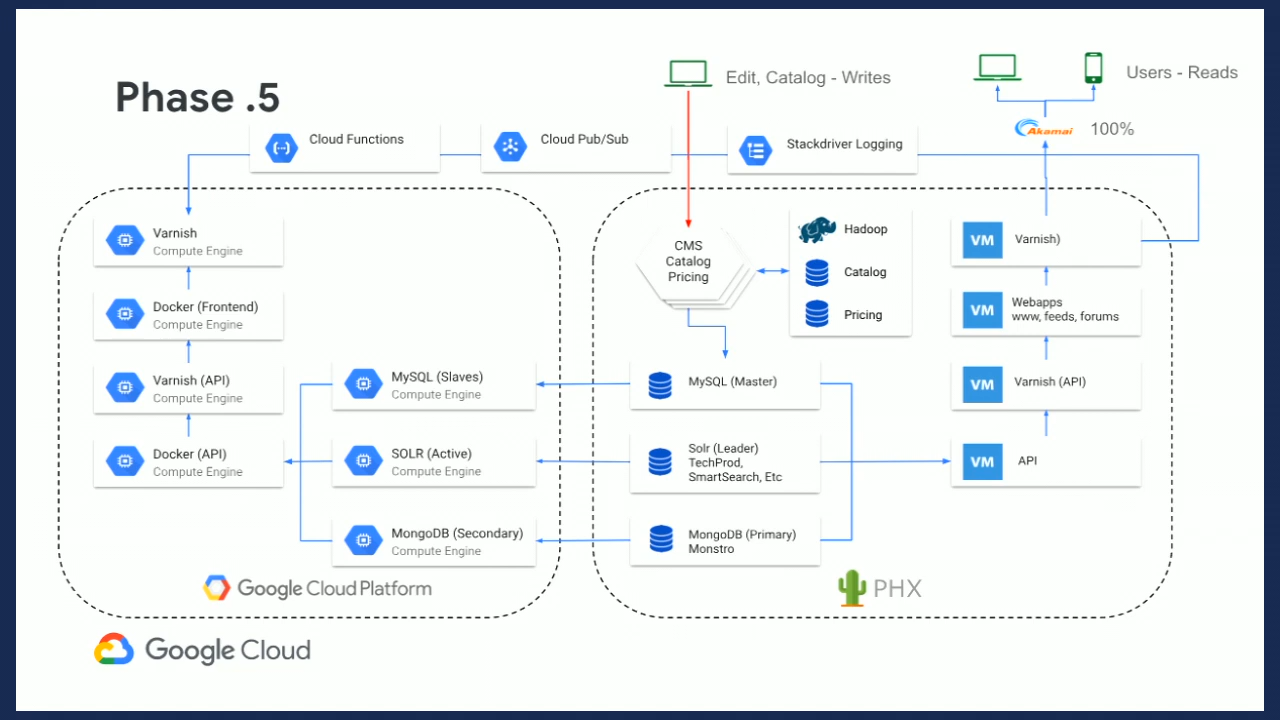 Phase .5
Edit, Catalog - Writes
Users - Reads
Akamai
100%
Cloud Functions
Cloud Pub/Sub
Stackdriver Logging
Varnish
Compute Engine
Docker (Frontend)
Compute Engine
Varnish (API)
Compute Engine
Docker (API)
Compute Engine
MySQL (Slaves)
Compute Engine
SOLR (Active)
Compute Engine
MongoDB (Secondary)
Compute Engine
Google Cloud Platform
CMS
Catalog
Pricing
Hadoop
Catalog
Pricing
MySQL (Master)
Solr (Leader)
TechProd,
SmartSearch, Etc
MongoDB (Primary)
Monstro
VM
Varnish)
VM
Webapps
www, feeds, forums
VM
Varnish (API)
VM
API
PHX
Google Cloud